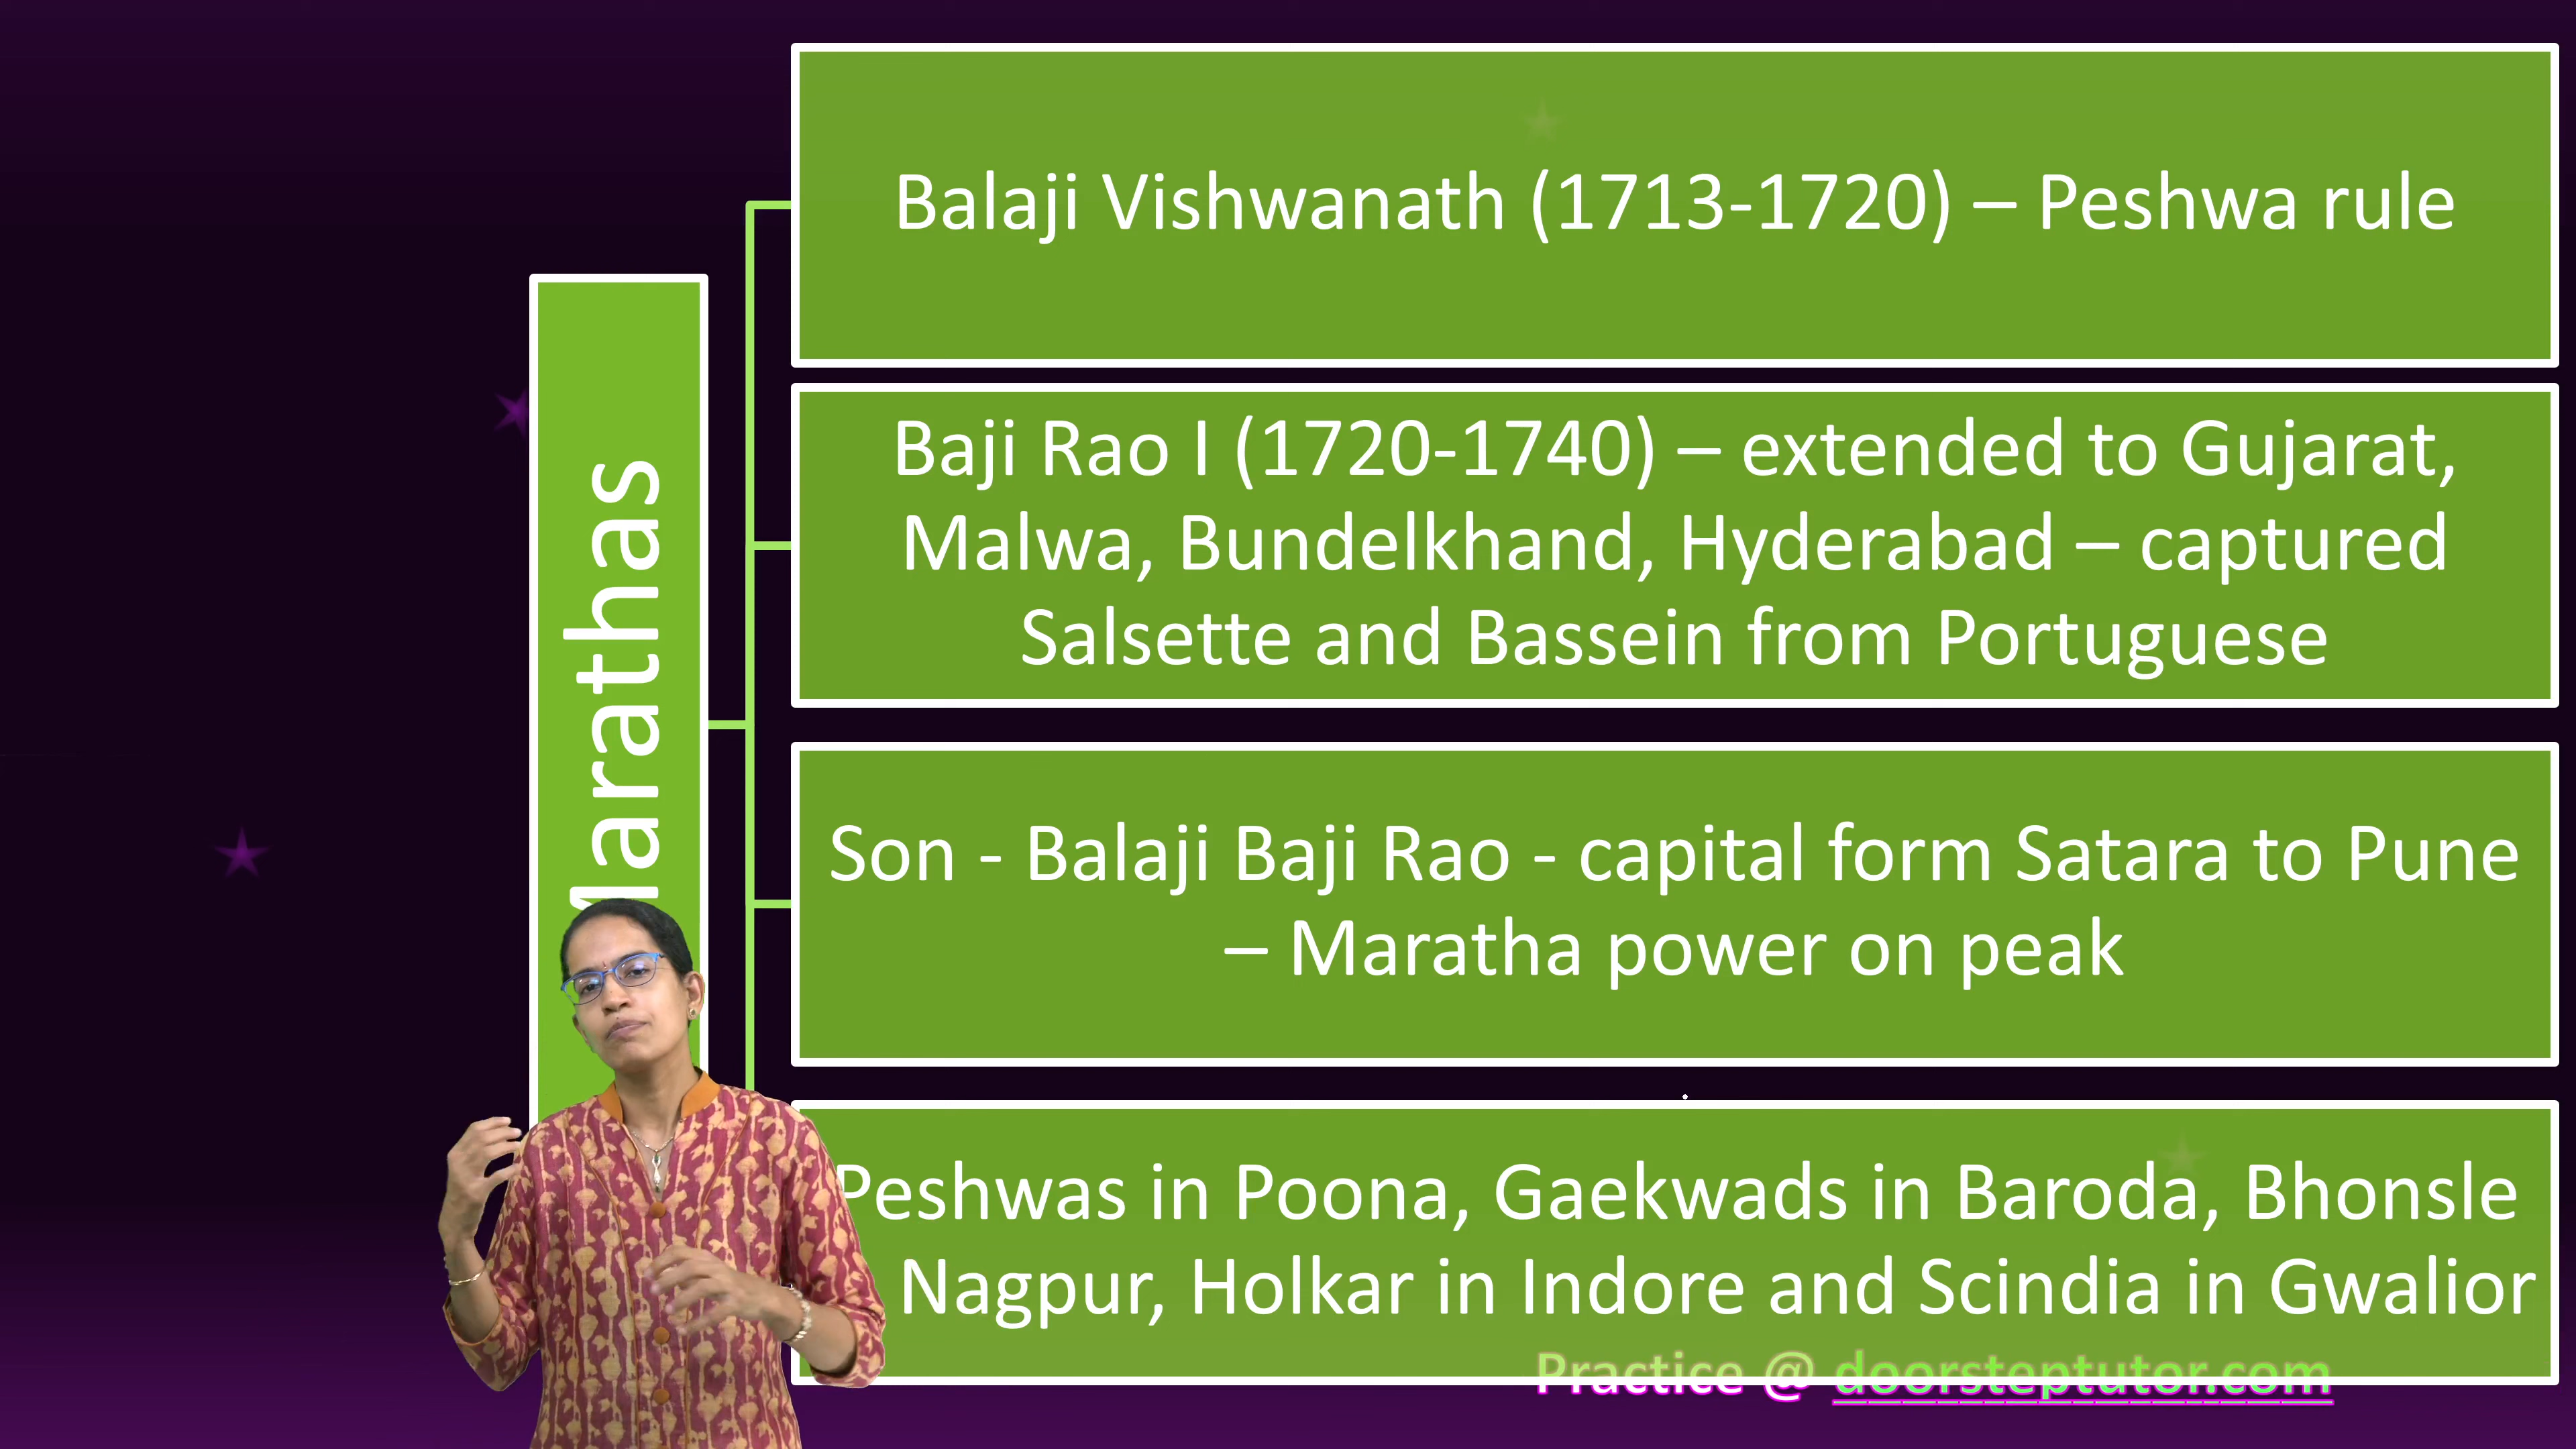 Marathas
Balaji Vishwanath (1713-1720) – Peshwa rule
Baji Rao I (1720-1740) – extended to Gujarat,
Malwa, Bundelkhand, Hyderabad – captured
Salsette and Bassein from Portuguese
Son - Balaji Baji Rao - capital form Satara to Pune
– Maratha power on peak
Peshwas in Poona, Gaekwads in Baroda, Bhonsle
Nagpur, Holkar in Indore and Scindia in Gwalior
Practice @ doorsteptutor.com